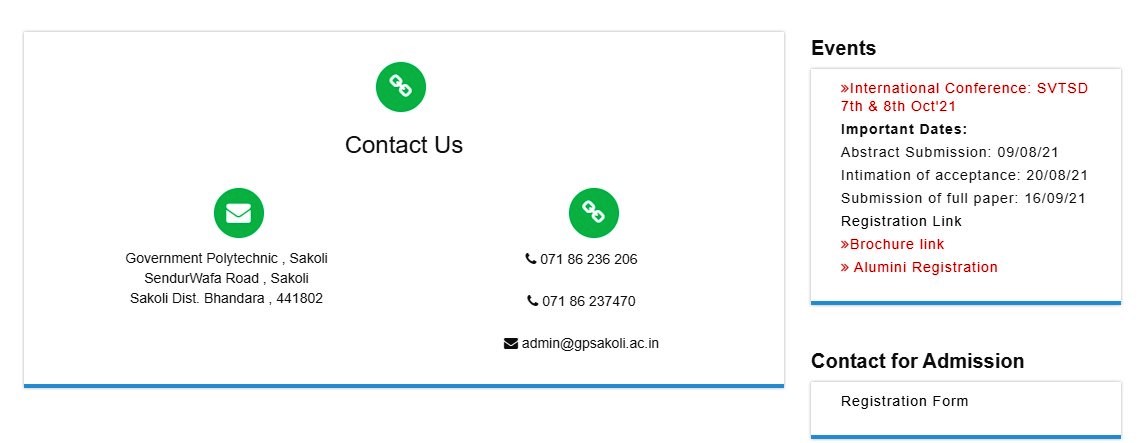 Contact Us
Government Polytechnic , Sakoli
SendurWafa Road , Sakoli
Sakoli Dist. Bhandara , 441802
071 86 236 206
071 86 237470
admin@gpsakoli.ac.in
Events
»International Conference: SVTSD
7th & 8th Oct'21
Important Dates:
Abstract Submission: 09/08/21
Intimation of acceptance: 20/08/21
Submission of full paper: 16/09/21
Registration Link
»Brochure link
» Alumini Registration
Contact for Admission
Registration Form